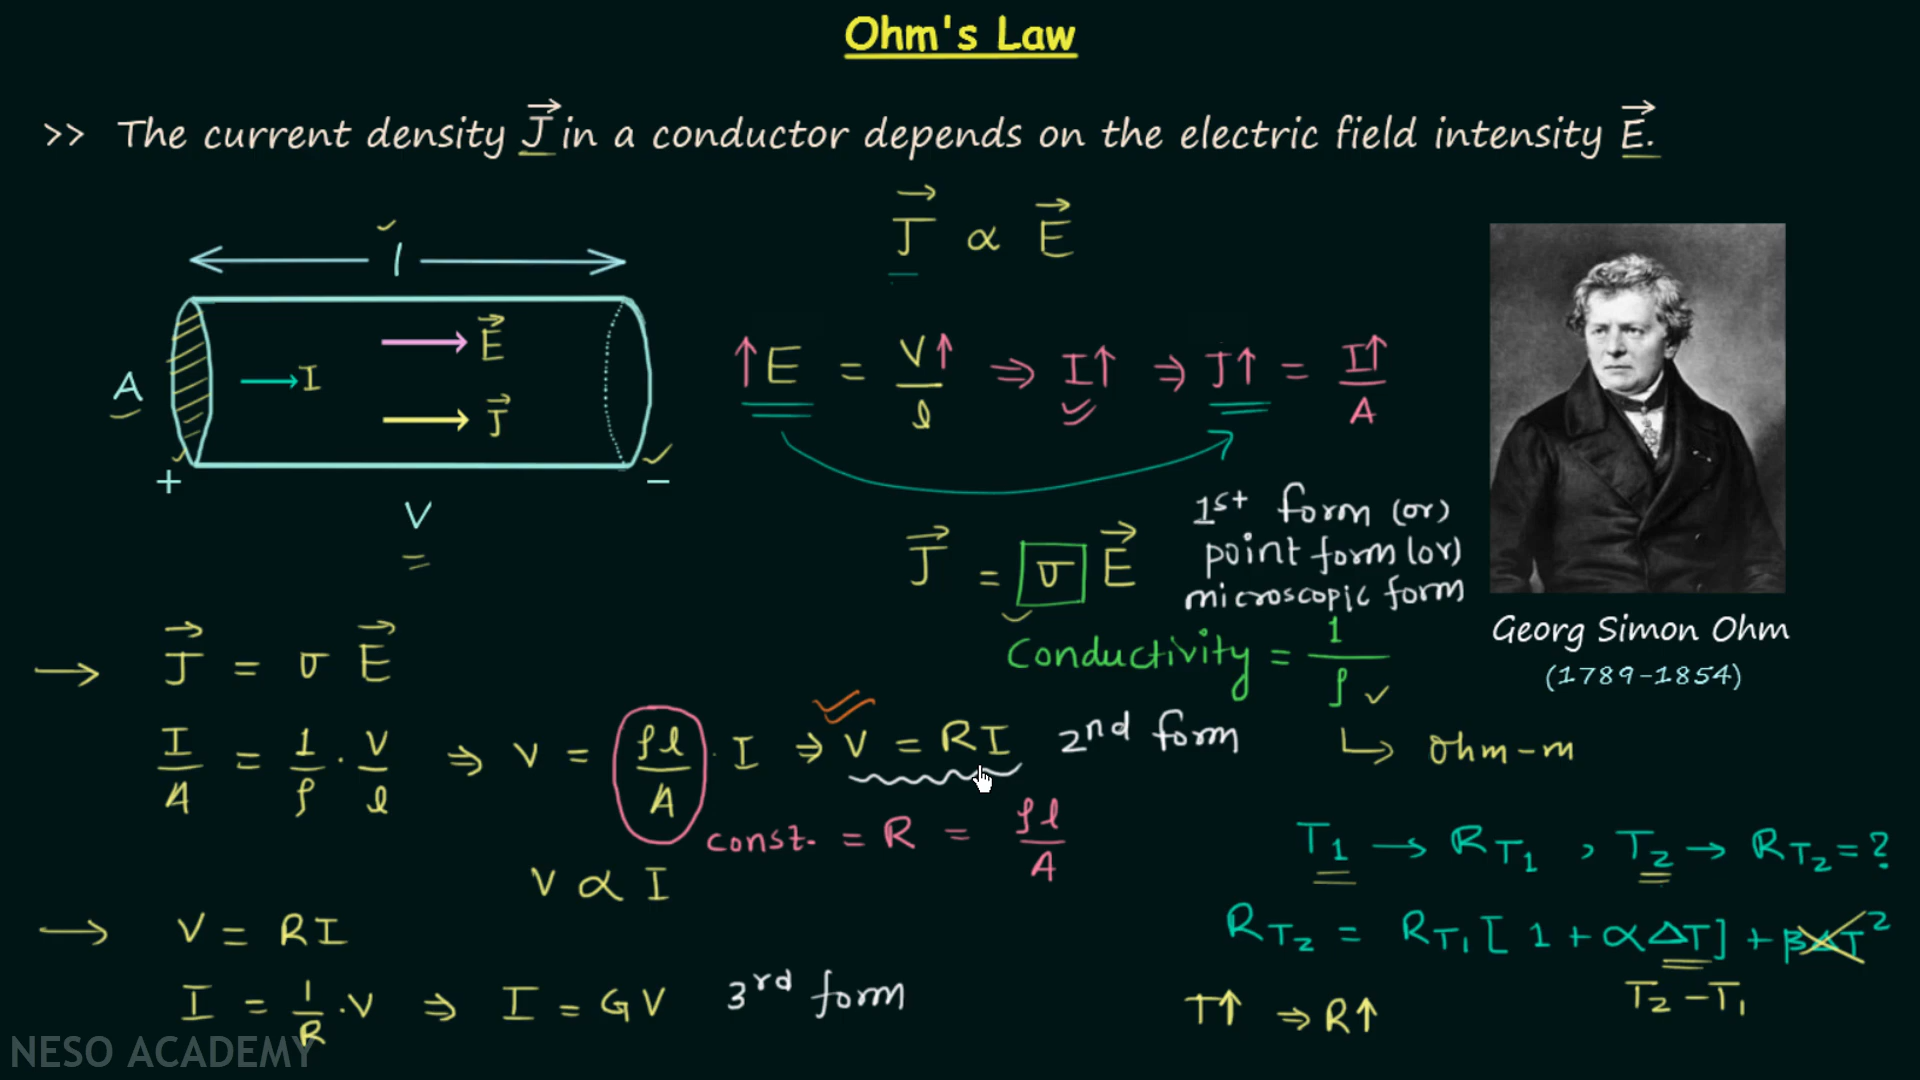 Ohm's Law
>> The current density J⃗ in a conductor depends on the electric field intensity E⃗.
J⃗ ∝ E⃗
l
E⃗
I
J⃗
A
+ −
V
↑E = V↑/l ⇒ I↑ ⇒ J↑ = I↑/A
J⃗ = σ E⃗
1st form (or)
point form (or)
microscopic form
Conductivity = 1/ρ
↳ Ohm-m
Georg Simon Ohm
(1789-1854)
→ J⃗ = σ E⃗
I/A = 1/ρ · V/l ⇒ V = ρl/A · I ⇒ V = RI 2nd form
const. = R = ρl/A
V ∝ I
→ V = RI
I = 1/R · V ⇒ I = GV 3rd form
T1 → RT1 , T2 → RT2 = ?
RT2 = RT1 [1 + αΔT] + βΔT²
T2 − T1
T↑ ⇒ R↑
NESO ACADEMY